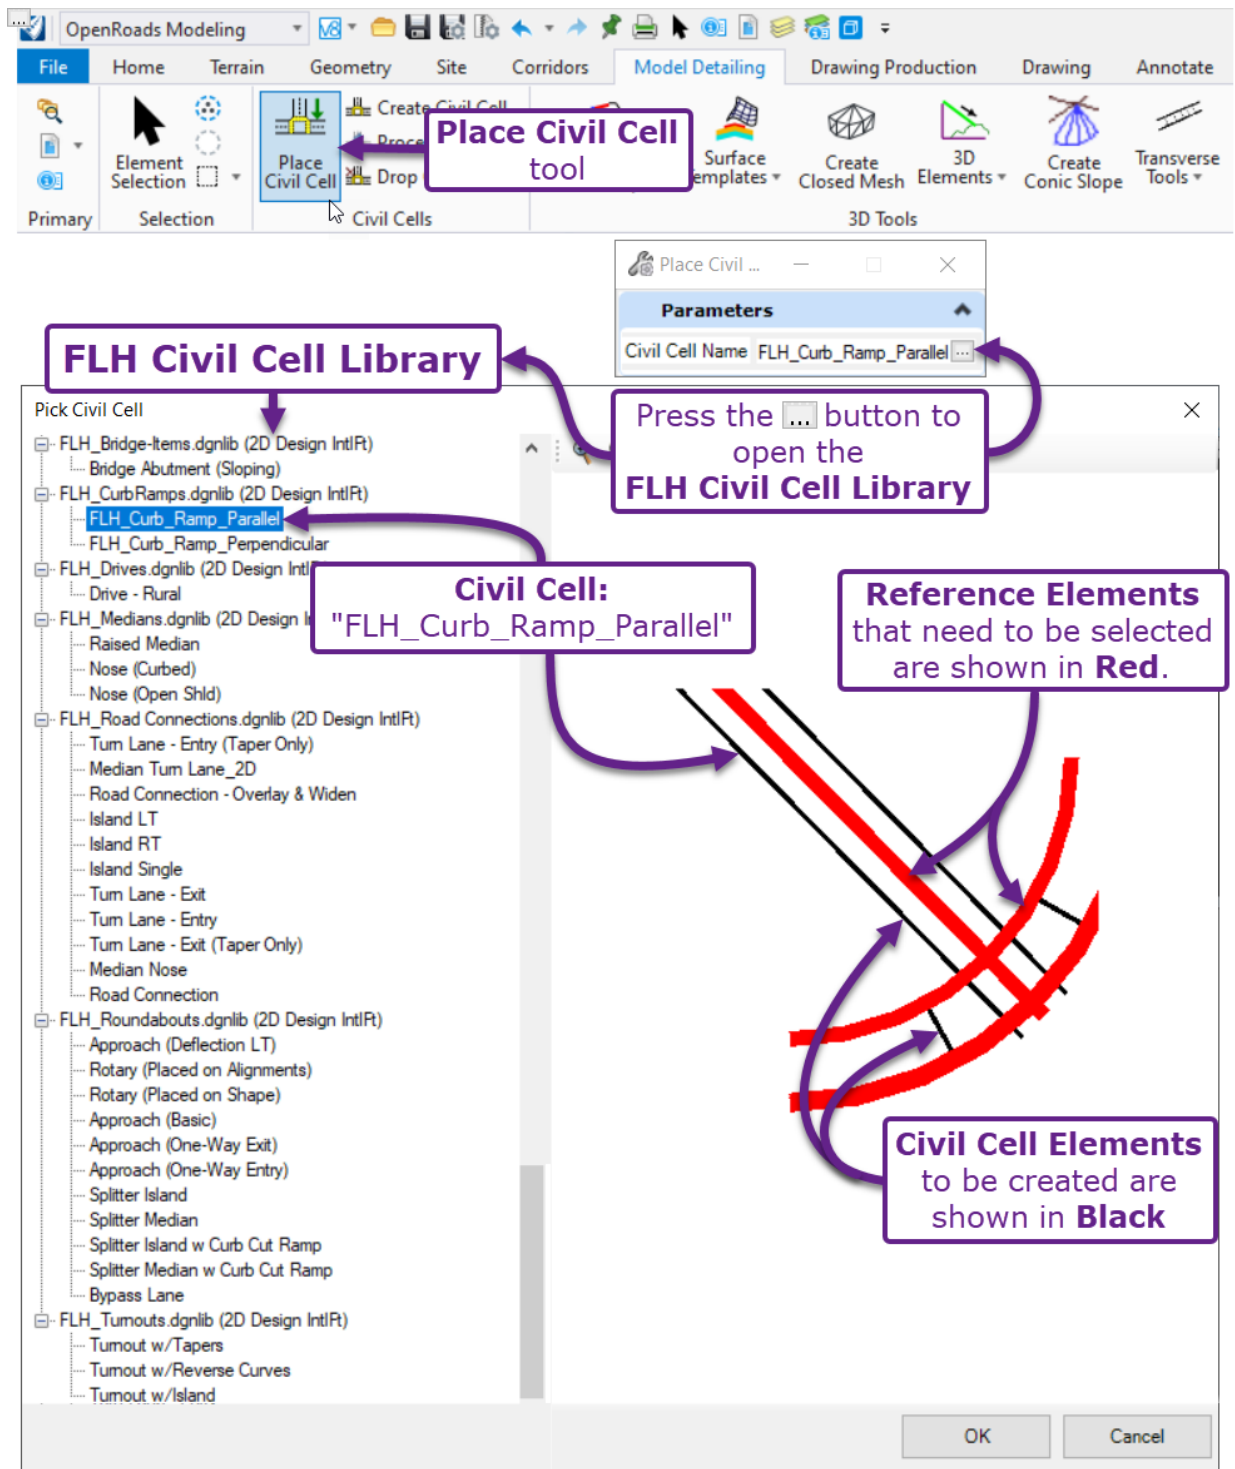 ...
OpenRoads Modeling
File Home Terrain Geometry Site Corridors Model Detailing Drawing Production Drawing Annotate
Element
Selection
Place
Civil Cell
Create Civil Cell
Drop
Place Civil Cell
tool
Surface
Templates
Create
Closed Mesh
3D
Elements
Create
Conic Slope
Transverse
Tools
Primary Selection Civil Cells 3D Tools
Place Civil ...
Parameters
Civil Cell Name FLH_Curb_Ramp_Parallel ...
FLH Civil Cell Library
Press the ... button to
open the
FLH Civil Cell Library
Pick Civil Cell
FLH_Bridge-Items.dgnlib (2D Design IntlFt)
Bridge Abutment (Sloping)
FLH_CurbRamps.dgnlib (2D Design IntlFt)
FLH_Curb_Ramp_Parallel
FLH_Curb_Ramp_Perpendicular
FLH_Drives.dgnlib (2D Design Intl
Drive - Rural
FLH_Medians.dgnlib (2D Design
Raised Median
Nose (Curbed)
Nose (Open Shld)
FLH_Road Connections.dgnlib (2D Design IntlFt)
Turn Lane - Entry (Taper Only)
Median Turn Lane_2D
Road Connection - Overlay & Widen
Island LT
Island RT
Island Single
Turn Lane - Exit
Turn Lane - Entry
Turn Lane - Exit (Taper Only)
Median Nose
Road Connection
FLH_Roundabouts.dgnlib (2D Design IntlFt)
Approach (Deflection LT)
Rotary (Placed on Alignments)
Rotary (Placed on Shape)
Approach (Basic)
Approach (One-Way Exit)
Approach (One-Way Entry)
Splitter Island
Splitter Median
Splitter Island w Curb Cut Ramp
Splitter Median w Curb Cut Ramp
Bypass Lane
FLH_Turnouts.dgnlib (2D Design IntlFt)
Turnout w/Tapers
Turnout w/Reverse Curves
Turnout w/Island
Civil Cell:
"FLH_Curb_Ramp_Parallel"
Reference Elements
that need to be selected
are shown in Red.
Civil Cell Elements
to be created are
shown in Black
OK Cancel